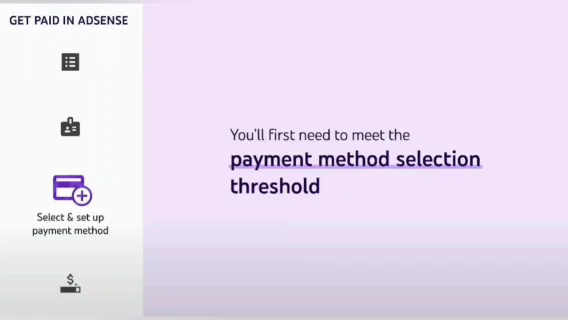 GET PAID IN ADSENSE
Select & set up
payment method
You'll first need to meet the
payment method selection
threshold